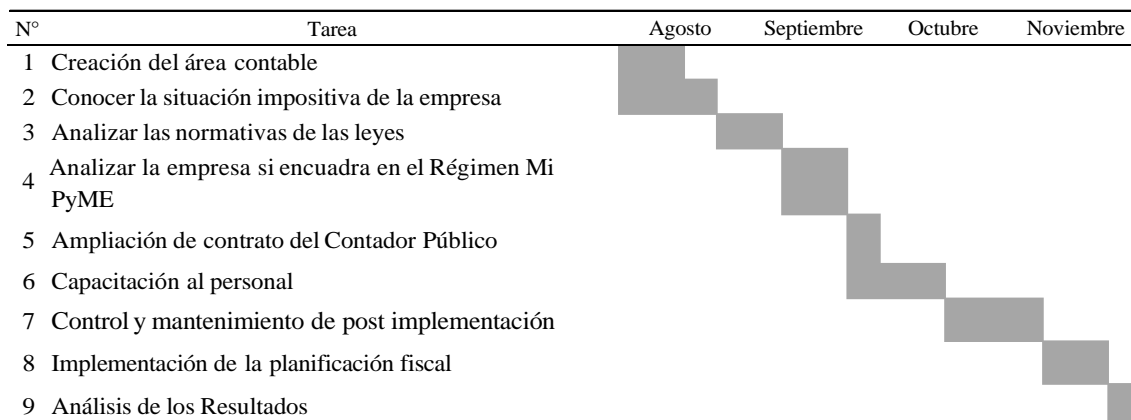 N° Tarea Agosto Septiembre Octubre Noviembre
1 Creación del área contable
2 Conocer la situación impositiva de la empresa
3 Analizar las normativas de las leyes
4 Analizar la empresa si encuadra en el Régimen Mi
PyME
5 Ampliación de contrato del Contador Público
6 Capacitación al personal
7 Control y mantenimiento de post implementación
8 Implementación de la planificación fiscal
9 Análisis de los Resultados